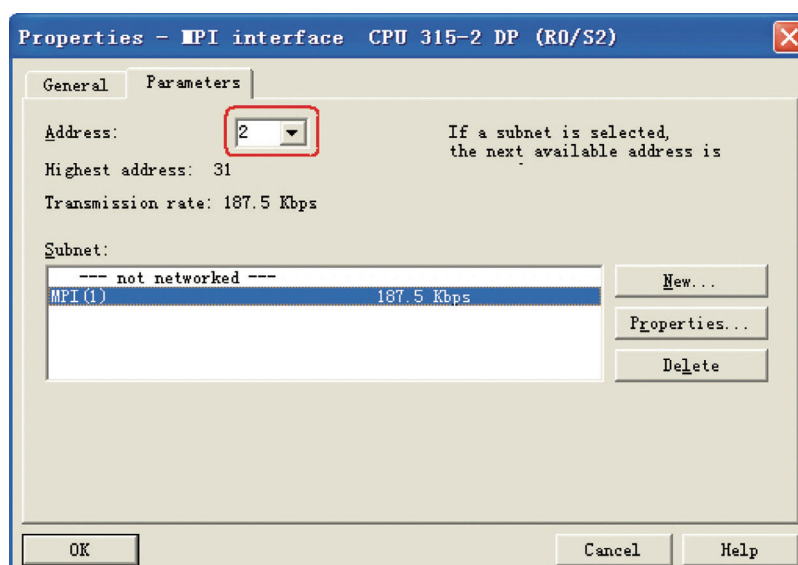 Properties - MPI interface CPU 315-2 DP (R0/S2)
General Parameters
Address: 2
If a subnet is selected,
the next available address is
Highest address: 31
Transmission rate: 187.5 Kbps
Subnet:
--- not networked ---
MPI(1) 187.5 Kbps
New...
Properties...
Delete
OK Cancel Help